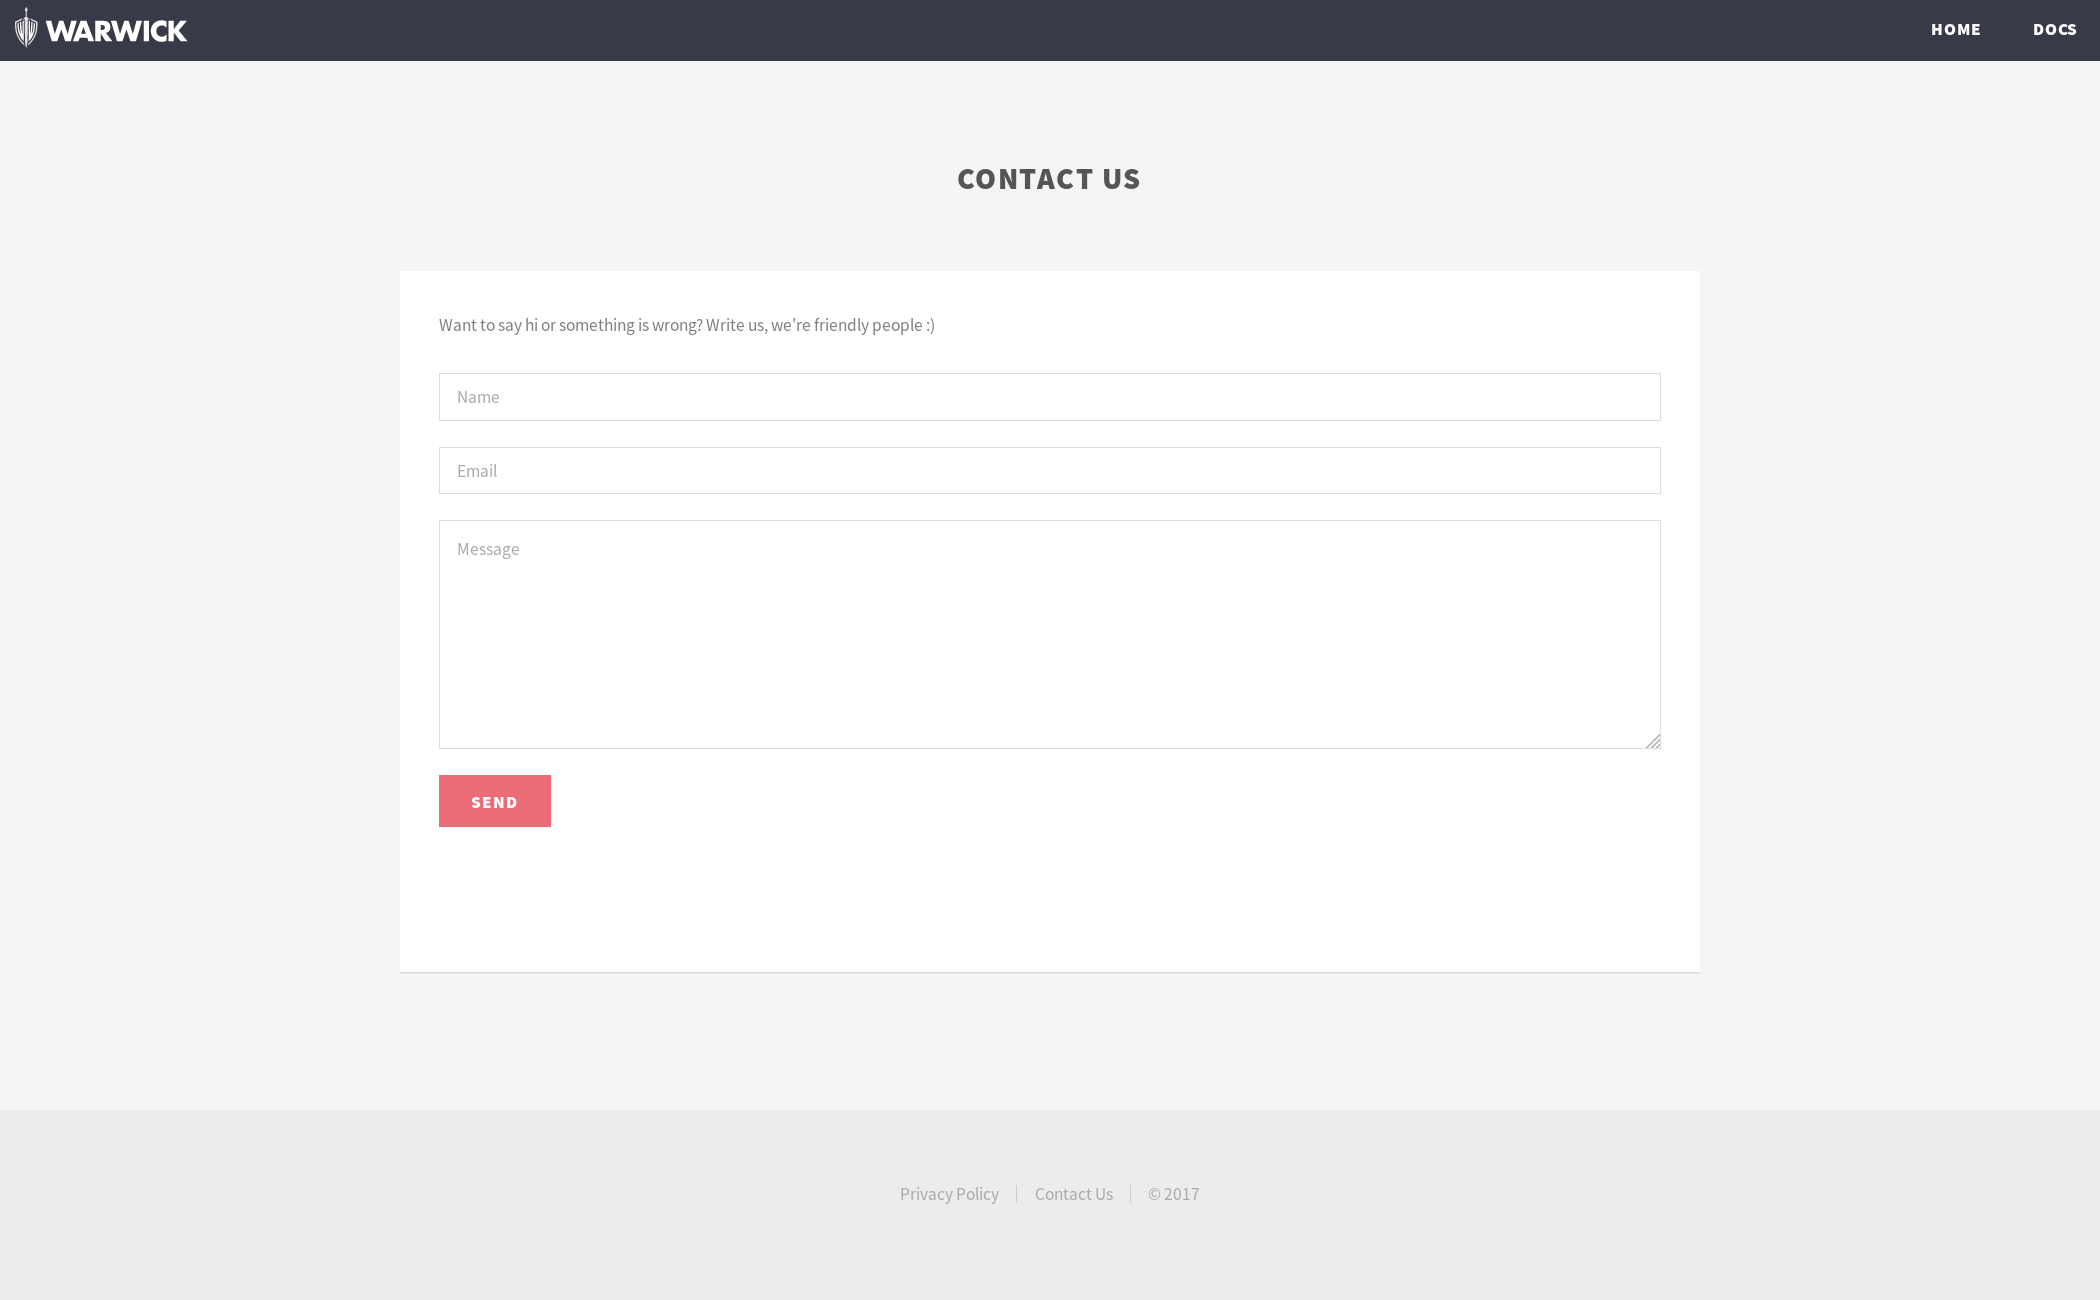 WARWICK
HOME DOCS
CONTACT US
Want to say hi or something is wrong? Write us, we're friendly people :)
Name
Email
Message
SEND
Privacy Policy Contact Us © 2017